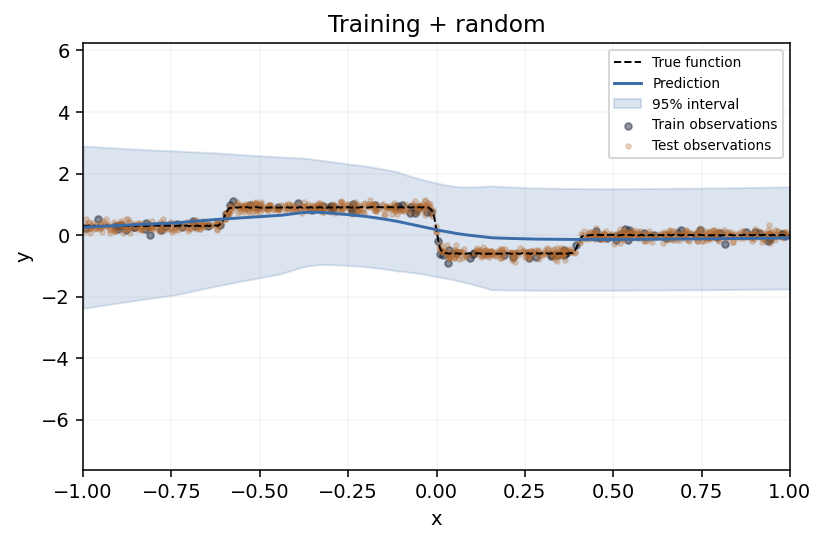 Training + random
6
4
2
0
−2
−4
−6
y
True function
Prediction
95% interval
Train observations
Test observations
−1.00 −0.75 −0.50 −0.25 0.00 0.25 0.50 0.75 1.00
x